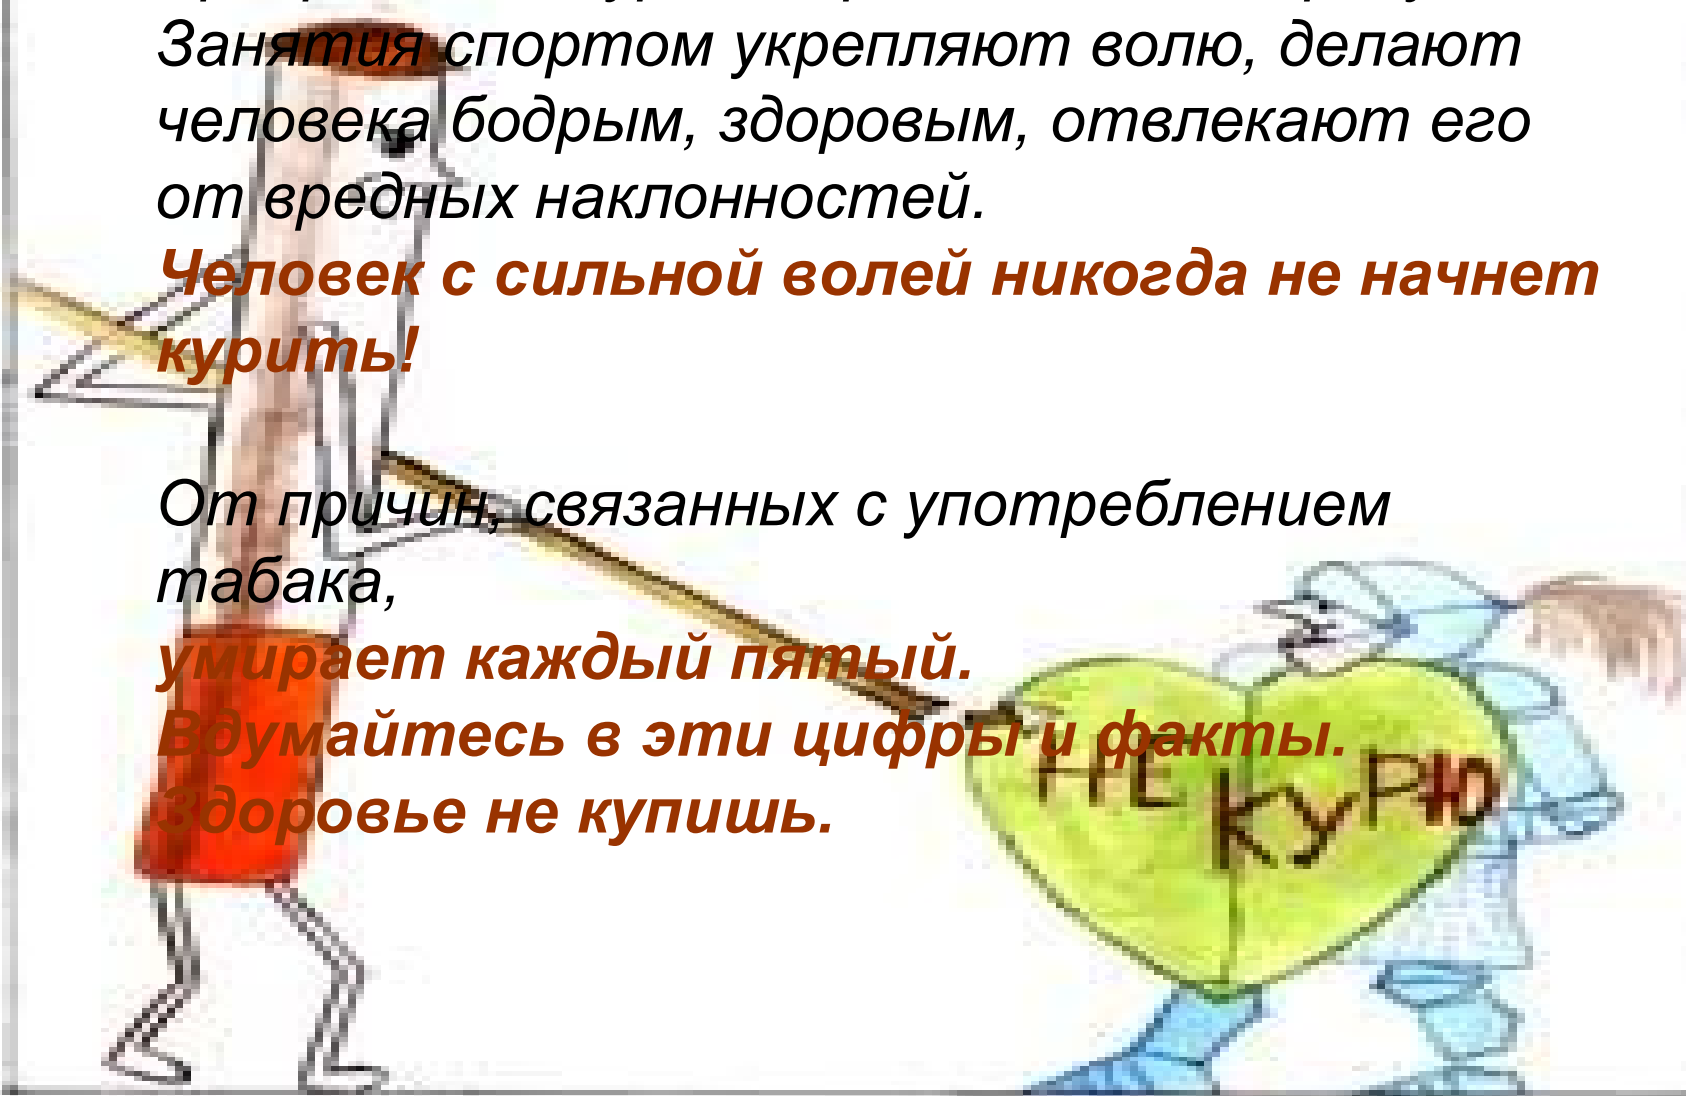 Занятия спортом укрепляют волю, делают
человека бодрым, здоровым, отвлекают его
от вредных наклонностей.
Человек с сильной волей никогда не начнет
курить!
От причин, связанных с употреблением
табака,
умирает каждый пятый.
Вдумайтесь в эти цифры и факты.
Здоровье не купишь.
НЕ КУРЮ